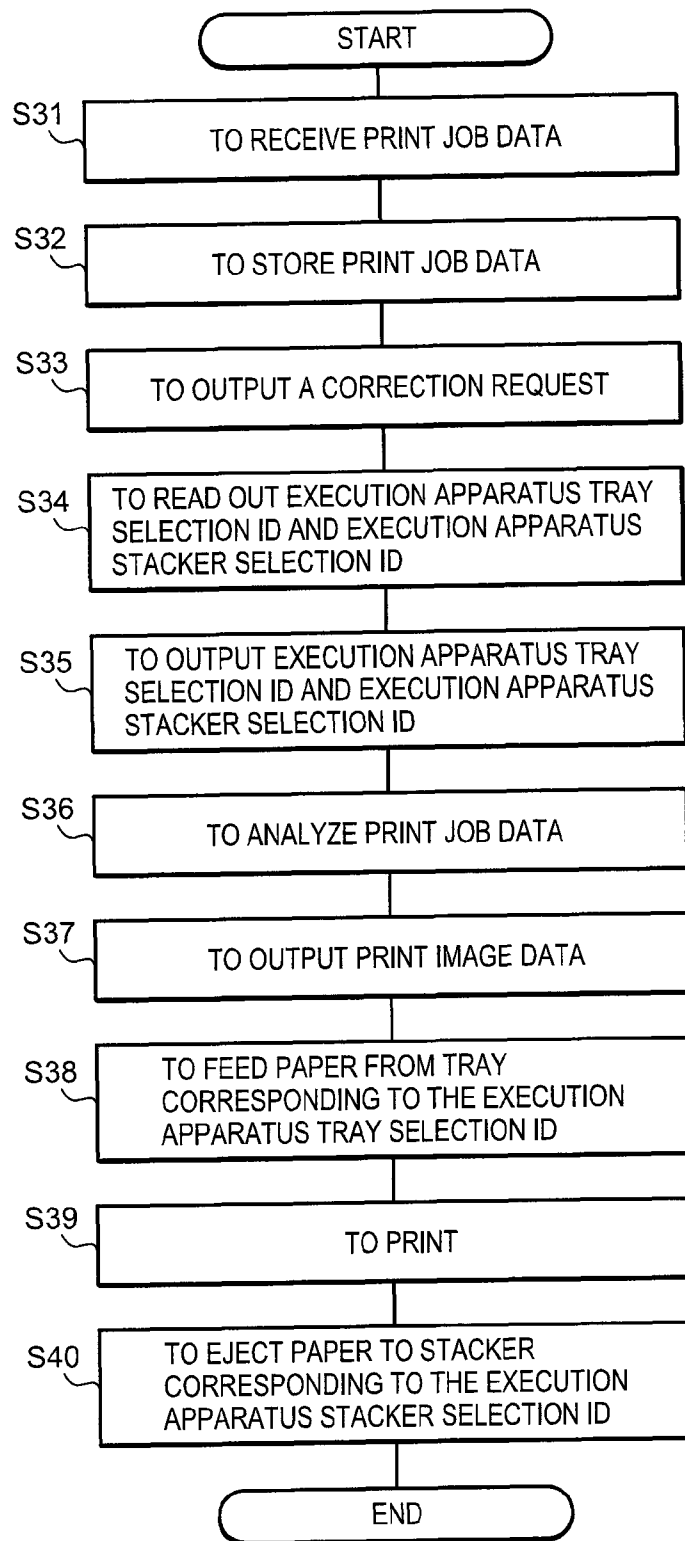 START
S31
TO RECEIVE PRINT JOB DATA
S32
TO STORE PRINT JOB DATA
S33
TO OUTPUT A CORRECTION REQUEST
S34
TO READ OUT EXECUTION APPARATUS TRAY
SELECTION ID AND EXECUTION APPARATUS
STACKER SELECTION ID
S35
TO OUTPUT EXECUTION APPARATUS TRAY
SELECTION ID AND EXECUTION APPARATUS
STACKER SELECTION ID
S36
TO ANALYZE PRINT JOB DATA
S37
TO OUTPUT PRINT IMAGE DATA
S38
TO FEED PAPER FROM TRAY
CORRESPONDING TO THE EXECUTION
APPARATUS TRAY SELECTION ID
S39
TO PRINT
S40
TO EJECT PAPER TO STACKER
CORRESPONDING TO THE EXECUTION
APPARATUS STACKER SELECTION ID
END